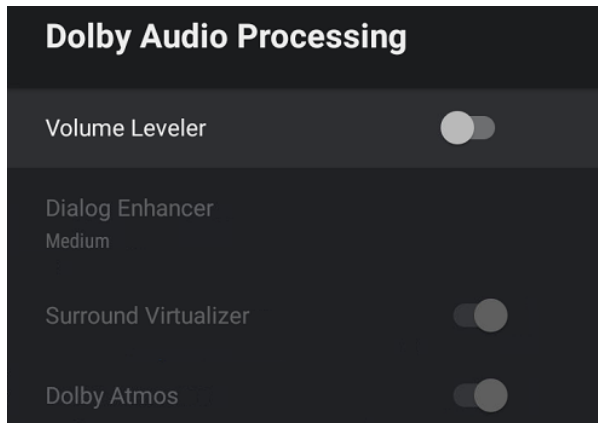 Dolby Audio Processing
Volume Leveler
Dialog Enhancer
Medium
Surround Virtualizer
Dolby Atmos